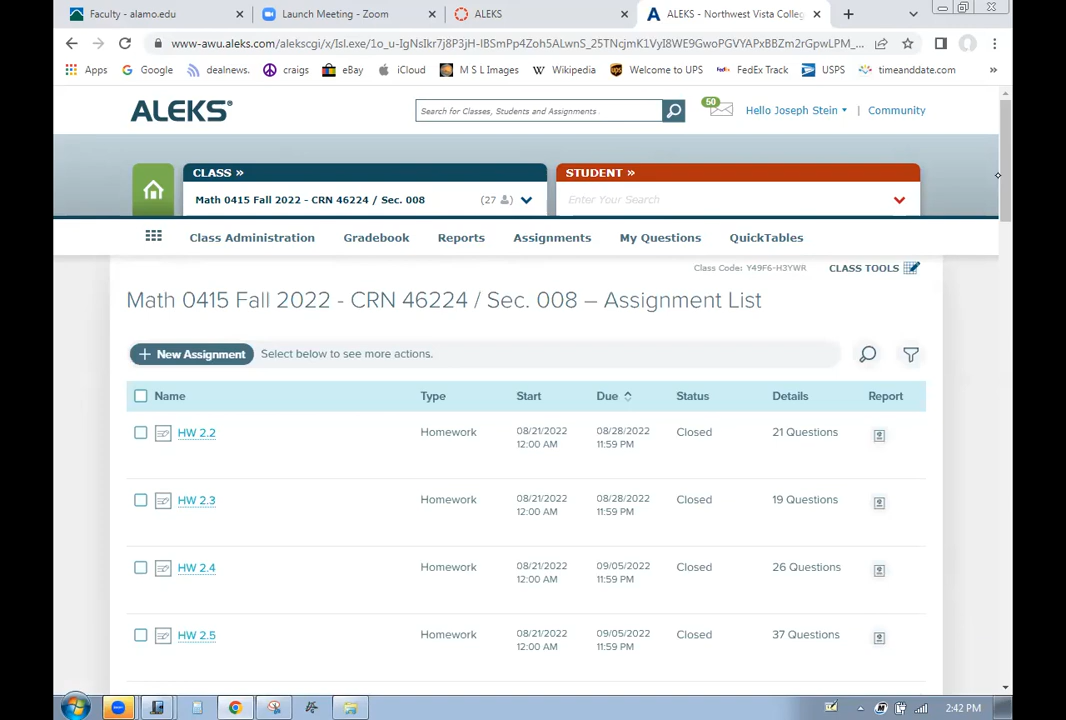 Faculty - alamo.edu
Launch Meeting - Zoom
ALEKS
ALEKS - Northwest Vista Colleg
www-awu.aleks.com/alekscgi/x/Isl.exe/1o_u-IgNsIkr7j8P3jH-IBSmPp4Zoh5ALwnS_25TNcjmK1VyI8WE9GwoPGVYAPxBBZm2rGpwLPM_...
Apps
Google
dealnews.
craigs
eBay
iCloud
M S L Images
Wikipedia
Welcome to UPS
FedEx Track
USPS
timeanddate.com
»
ALEKS®
Search for Classes, Students and Assignments
50
Hello Joseph Stein
Community
CLASS »
STUDENT »
Math 0415 Fall 2022 - CRN 46224 / Sec. 008
(27 )
Enter Your Search
Class Administration
Gradebook
Reports
Assignments
My Questions
QuickTables
Class Code: Y49F6-H3YWR
CLASS TOOLS
Math 0415 Fall 2022 - CRN 46224 / Sec. 008 – Assignment List
+ New Assignment
Select below to see more actions.
Name Type Start Due Status Details Report
HW 2.2 Homework 08/21/2022 08/28/2022 Closed 21 Questions
12:00 AM 11:59 PM
HW 2.3 Homework 08/21/2022 08/28/2022 Closed 19 Questions
12:00 AM 11:59 PM
HW 2.4 Homework 08/21/2022 09/05/2022 Closed 26 Questions
12:00 AM 11:59 PM
HW 2.5 Homework 08/21/2022 09/05/2022 Closed 37 Questions
12:00 AM 11:59 PM
2:42 PM